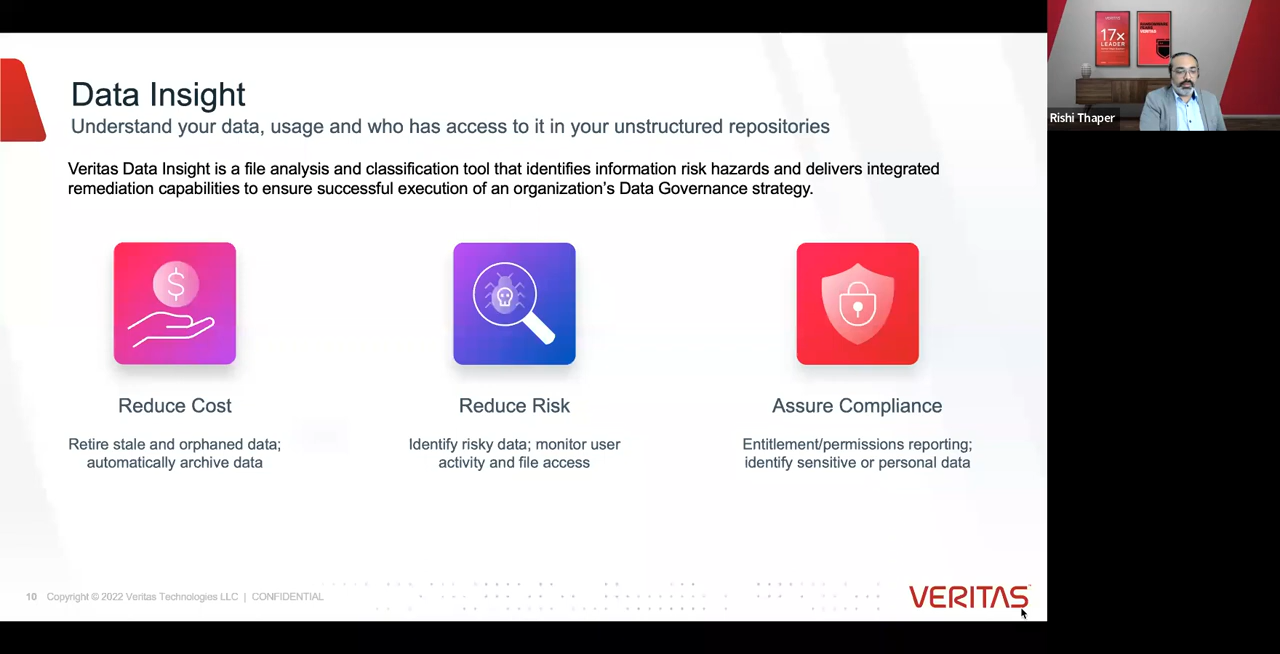 Data Insight
Understand your data, usage and who has access to it in your unstructured repositories
Veritas Data Insight is a file analysis and classification tool that identifies information risk hazards and delivers integrated
remediation capabilities to ensure successful execution of an organization’s Data Governance strategy.
$
Reduce Cost
Retire stale and orphaned data;
automatically archive data
Reduce Risk
Identify risky data; monitor user
activity and file access
Assure Compliance
Entitlement/permissions reporting;
identify sensitive or personal data
10 Copyright © 2022 Veritas Technologies LLC | CONFIDENTIAL
VERITAS
17x
LEADER
VERITAS
Rishi Thaper